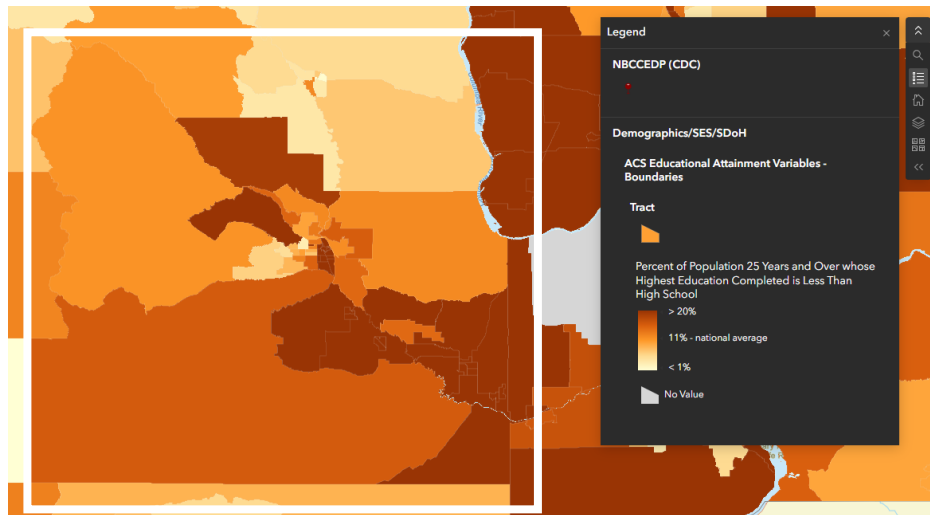 Legend
×
NBCCEDP (CDC)
Demographics/SES/SDoH
ACS Educational Attainment Variables -
Boundaries
Tract
Percent of Population 25 Years and Over whose
Highest Education Completed is Less Than
High School
> 20%
11% - national average
< 1%
No Value